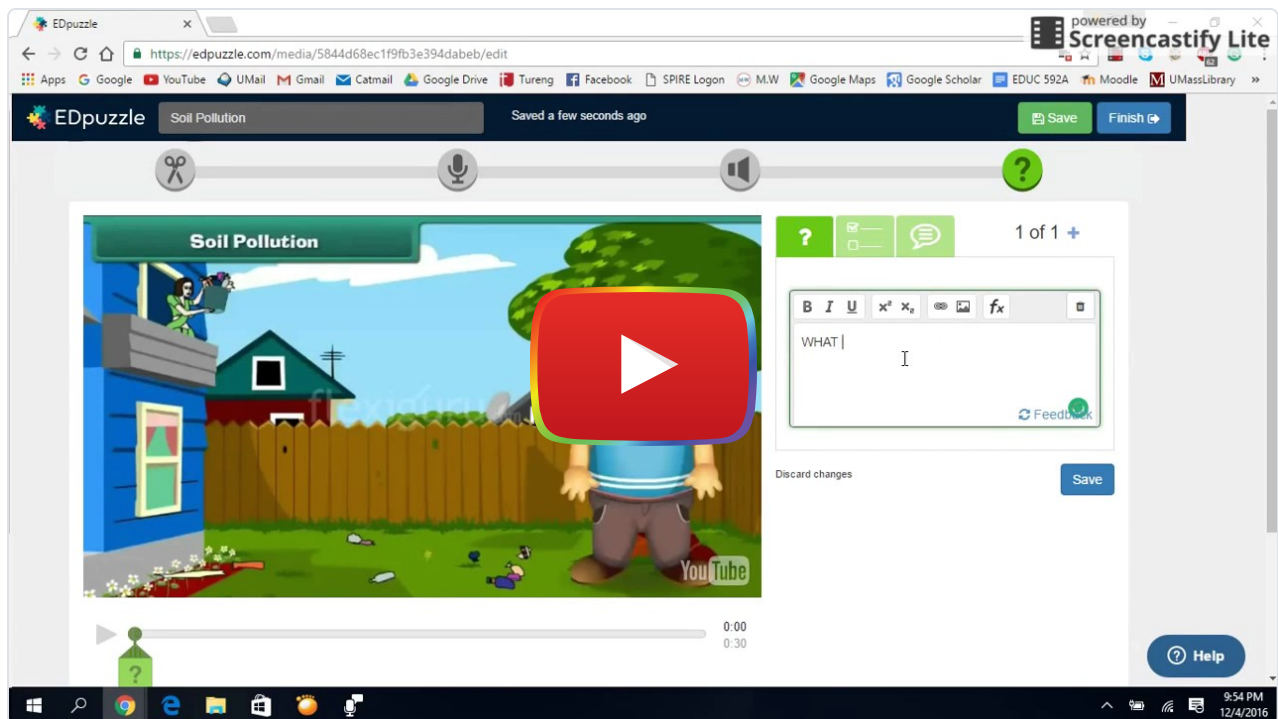 EDpuzzle
powered by
Screencastify Lite
https://edpuzzle.com/media/5844d68ec1f9fb3e394dabeb/edit
62
Apps Google YouTube UMail Gmail Catmail Google Drive Tureng Facebook SPIRE Logon M.W Google Maps Google Scholar EDUC 592A Moodle UMassLibrary »
EDpuzzle Soil Pollution Saved a few seconds ago Save Finish
?
Soil Pollution
? 1 of 1 +
B I U x² x₂ fx
WHAT
Feedback
Discard changes Save
YouTube
0:00
0:30
?
? Help
9:54 PM
12/4/2016